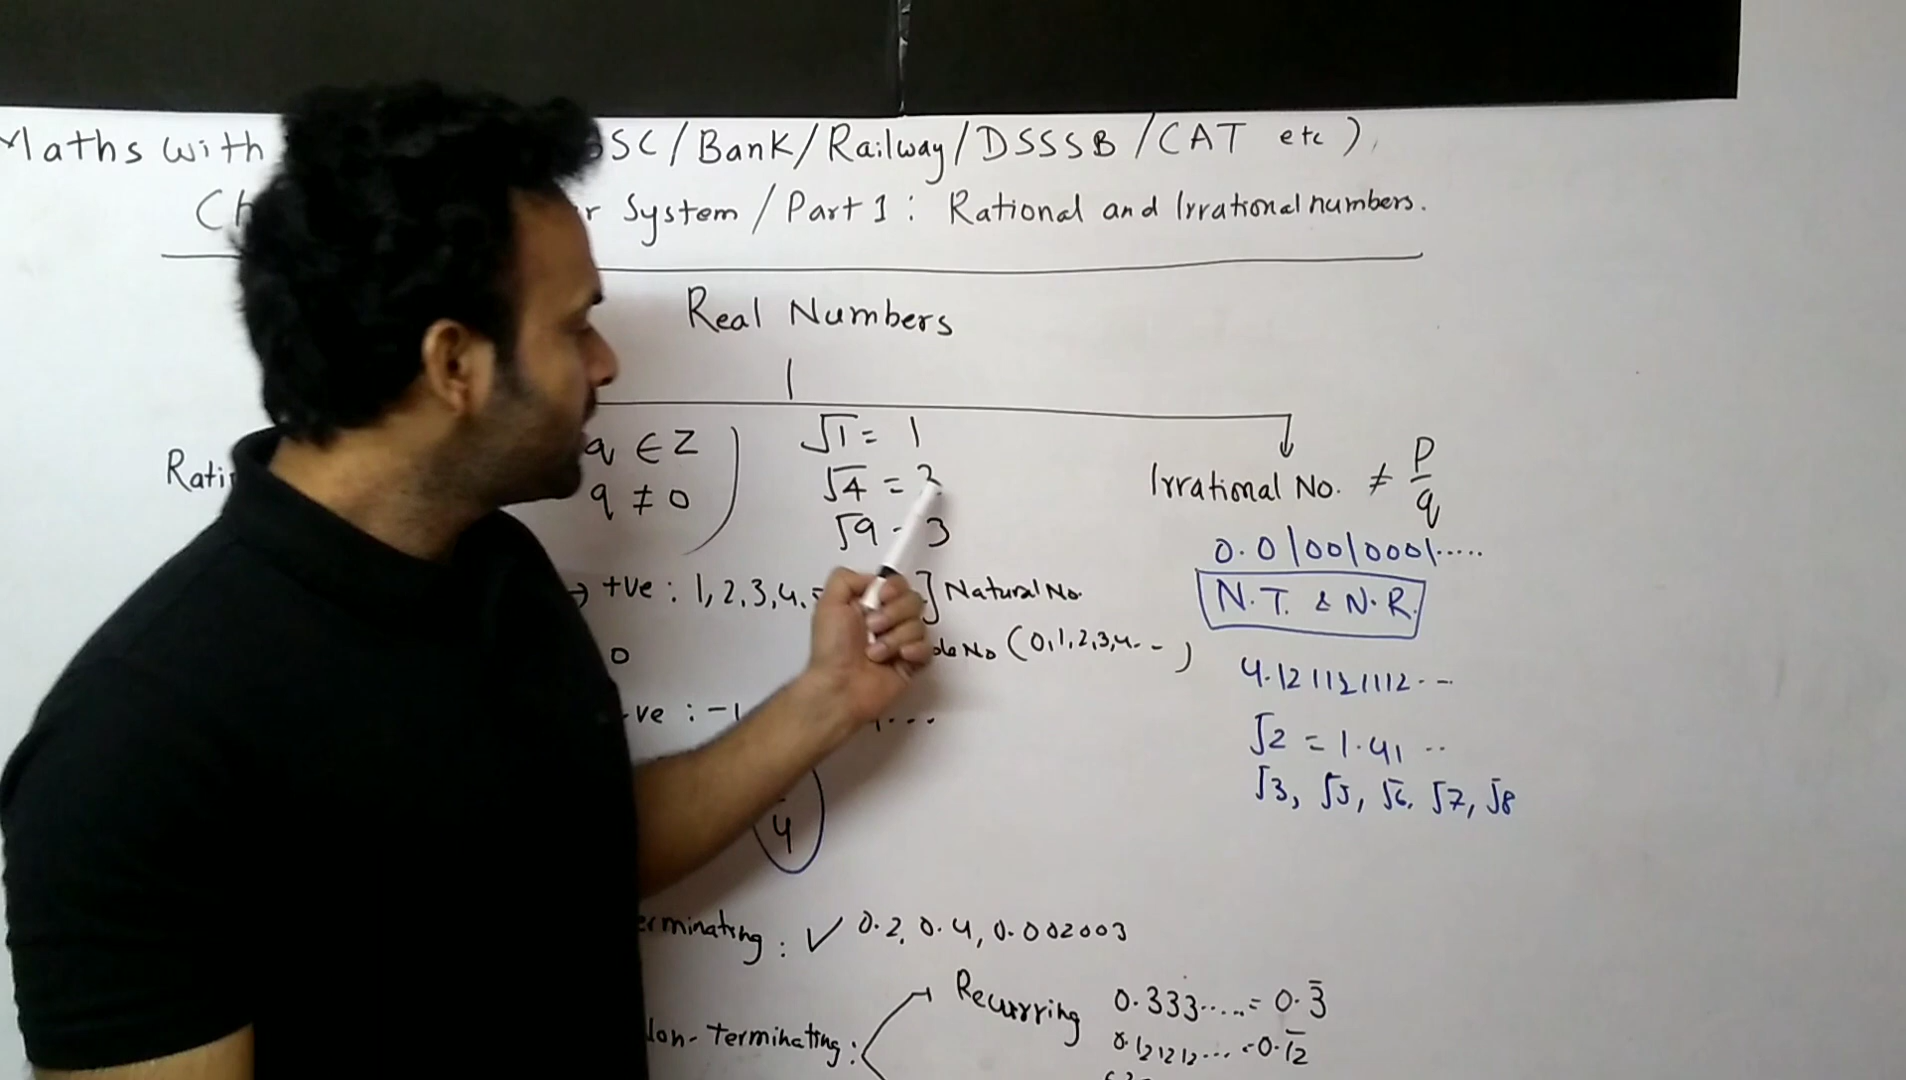 Maths with SSC/Bank/Railway/DSSSB/CAT etc).
System/Part 1: Rational and Irrational numbers.
Real Numbers
q ∈ Z
q ≠ 0
√1 = 1
√4 = 2
√9 = 3
Irrational No. ≠ P/q
0.010010001.....
N.T. & N.R.
+ve : 1, 2, 3, 4, ] Natural No.
0 No (0,1,2,3,4.. - )
-ve : -1 ...
4.121121112...
√2 = 1.41 ..
√3, √5, √6, √7, √8
4
Terminating : ✓ 0.2, 0.4, 0.002003
Non-Terminating :
Recurring 0.333..... = 0.3̅
0.121212... = 0.1̅2̅